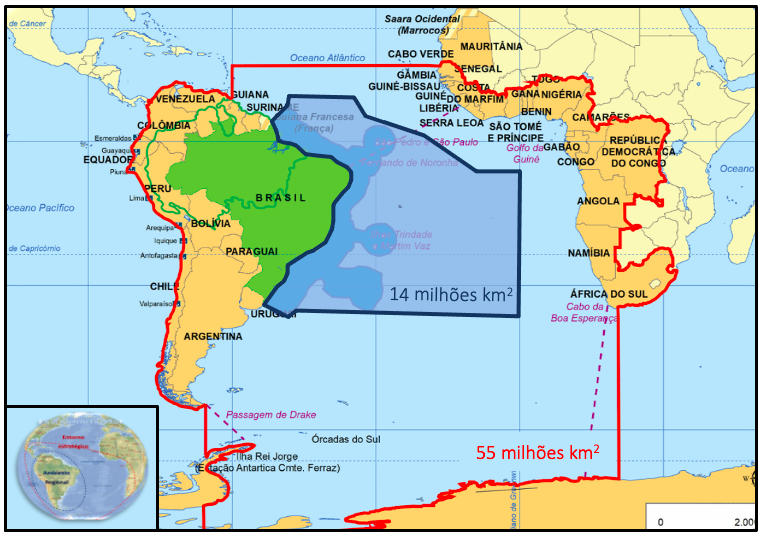 de Câncer
Saara Ocidental
(Marrocos)
Oceano Atlântico
CABO VERDE
MAURITÂNIA
SENEGAL
GÂMBIA
GUINÉ-BISSAU
GUINÉ
COSTA
DO MARFIM
LIBÉRIA
SERRA LEOA
GANA
TOGO
NIGÉRIA
BENIN
CAMARÕES
SÃO TOMÉ
E PRÍNCIPE
Golfo da
Guiné
GABÃO
CONGO
REPÚBLICA
DEMOCRÁTICA
DO CONGO
Oceano
ANGOLA
NAMÍBIA
ÁFRICA DO SUL
Cabo da
Boa Esperança
VENEZUELA
GUIANA
SURINAME
Guiana Francesa
(França)
COLÔMBIA
Esmeraldas
Guayaquil
EQUADOR
Piura
PERU
Lima
Oceano Pacífico
BRASIL
BOLÍVIA
Arequipa
Iquique
Antofagasta
de Capricórnio
PARAGUAI
CHILE
Valparaíso
URUGUAI
ARGENTINA
Pedro e São Paulo
Fernando de Noronha
Trindade
Martim Vaz
14 milhões km²
Passagem de Drake
Órcadas do Sul
Ilha Rei Jorge
(Estação Antartica Cmte. Ferraz)
55 milhões km²
Entorno
estratégico
Ambiente
Regional
0
2.00